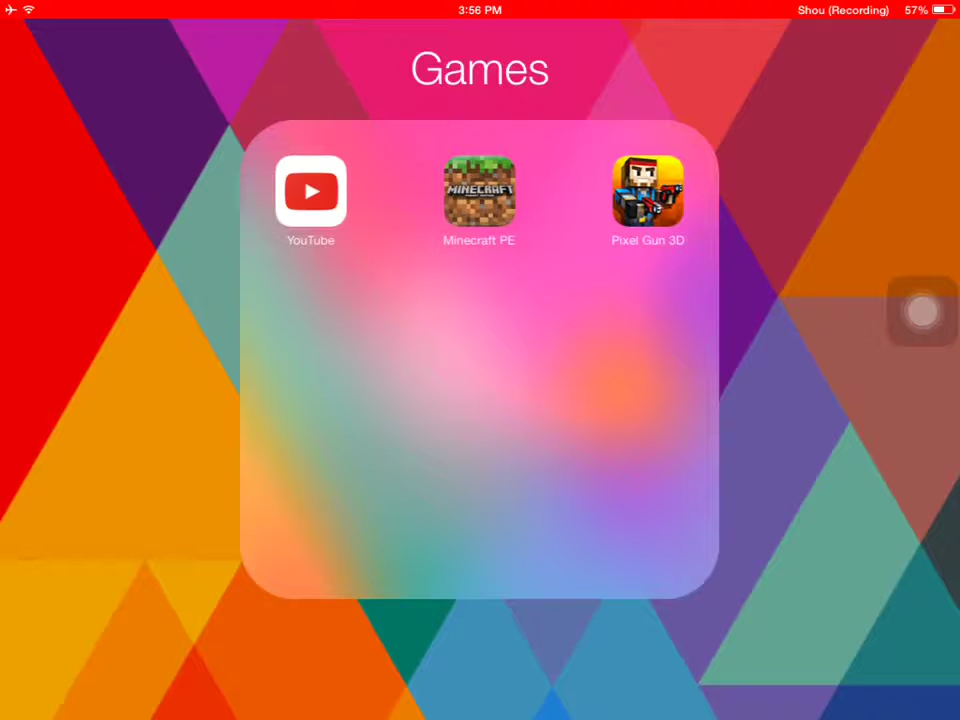 3:56 PM
Shou (Recording) 57%
Games
MINECRAFT
YouTube
Minecraft PE
Pixel Gun 3D